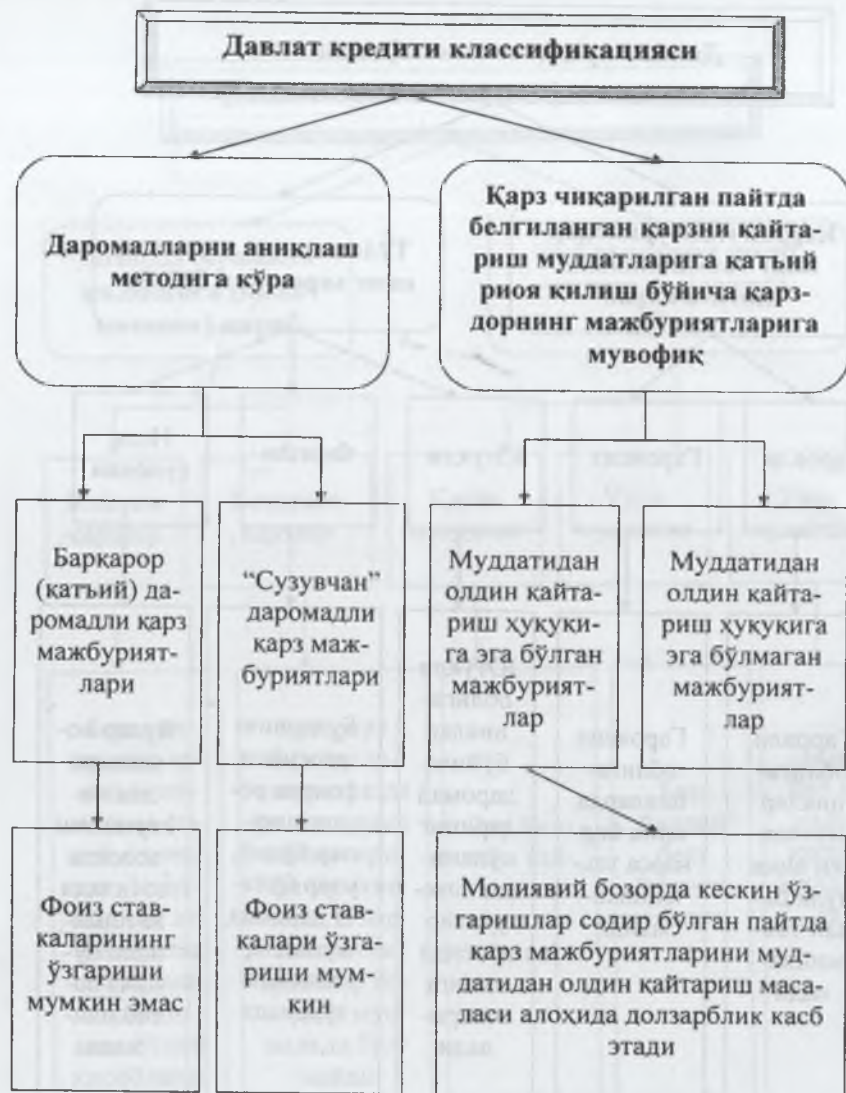 Давлат кредити классификацияси
Даромадларни аниқлаш
методига кўра
Қарз чиқарилган пайтда
белгиланган қарзни қайта-
риш муддатларига қатъий
риоя қилиш бўйича қарз-
дорнинг мажбуриятларига
мувофиқ
Барқарор
(қатъий) да-
ромадли қарз
мажбурият-
лари
“Сузувчан”
даромадли
қарз маж-
буриятлари
Муддатидан
олдин қайта-
риш ҳуқуқи-
га эга бўлган
мажбурият-
лар
Муддатидан
олдин қайта-
риш ҳуқуқига
эга бўлмаган
мажбурият-
лар
Фоиз став-
каларининг
ўзгариши
мумкин эмас
Фоиз став-
калари ўзга-
риши мум-
кин
Молиявий бозорда кескин ўз-
гаришлар содир бўлган пайтда
қарз мажбуриятларини муд-
датидан олдин қайтариш маса-
ласи алоҳида долзарблик касб
этади